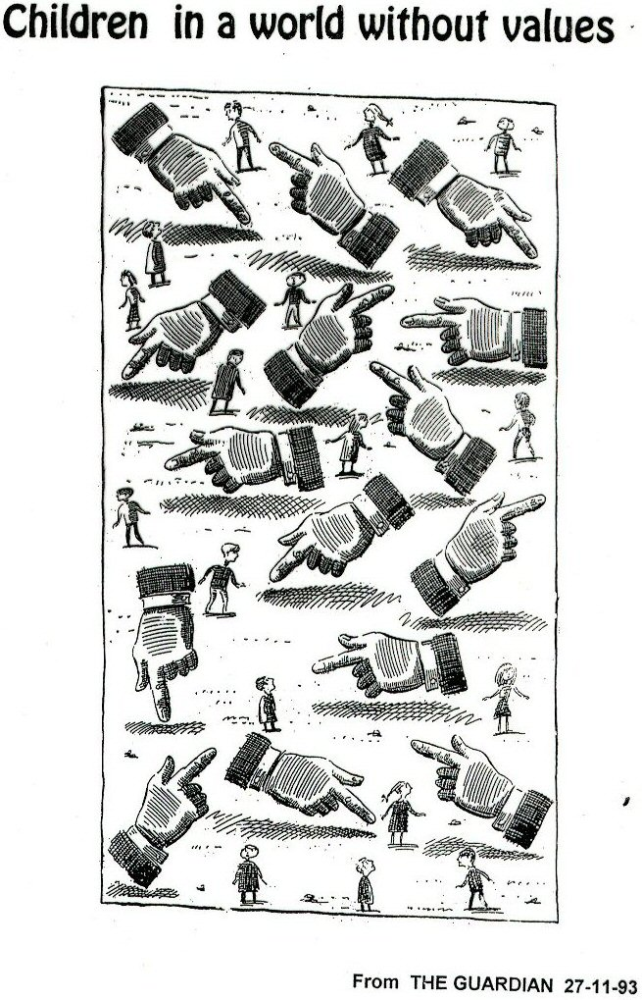 Children in a world without values
From THE GUARDIAN 27-11-93